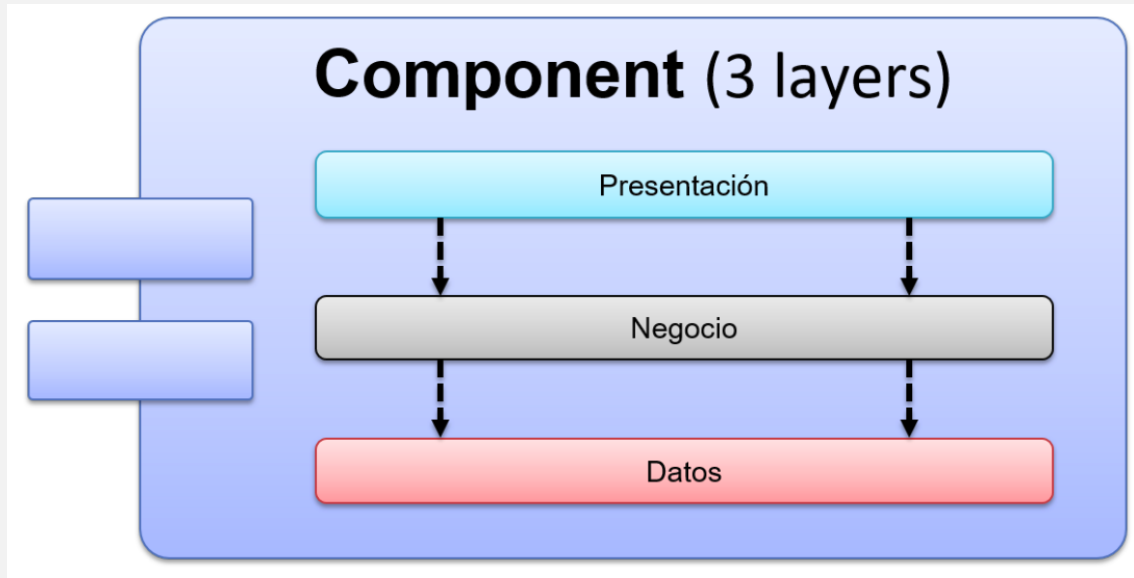 Component (3 layers)
Presentación
Negocio
Datos